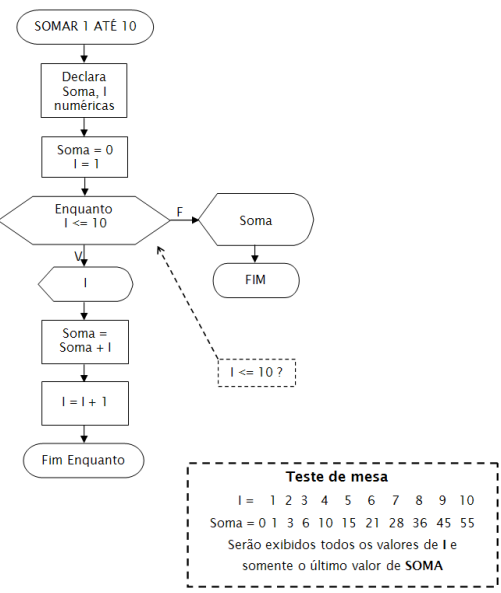 SOMAR 1 ATÉ 10
Declara
Soma, I
numéricas
Soma = 0
I = 1
Enquanto
I <= 10
F
Soma
FIM
V
I
Soma =
Soma + I
I <= 10 ?
I = I + 1
Fim Enquanto
Teste de mesa
I = 1 2 3 4 5 6 7 8 9 10
Soma = 0 1 3 6 10 15 21 28 36 45 55
Serão exibidos todos os valores de I e
somente o último valor de SOMA